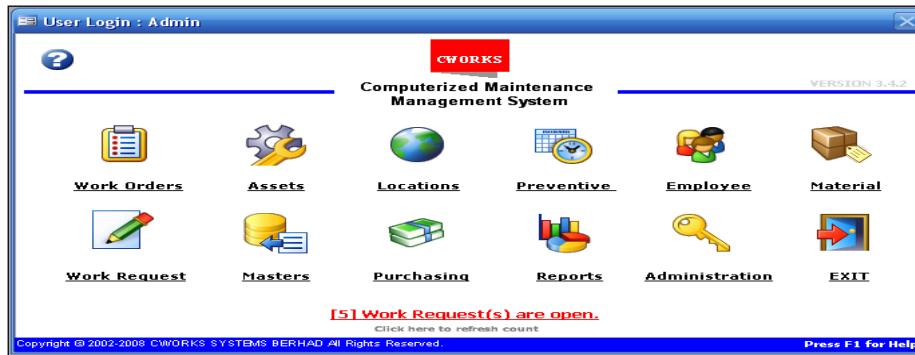 User Login : Admin
CWORKS
Computerized Maintenance
Management System
VERSION 3.4.2
Work Orders Assets Locations Preventive Employee Material
Work Request Masters Purchasing Reports Administration EXIT
[5] Work Request(s) are open.
Click here to refresh count
Copyright © 2002-2008 CWORKS SYSTEMS BERHAD All Rights Reserved. Press F1 for Help